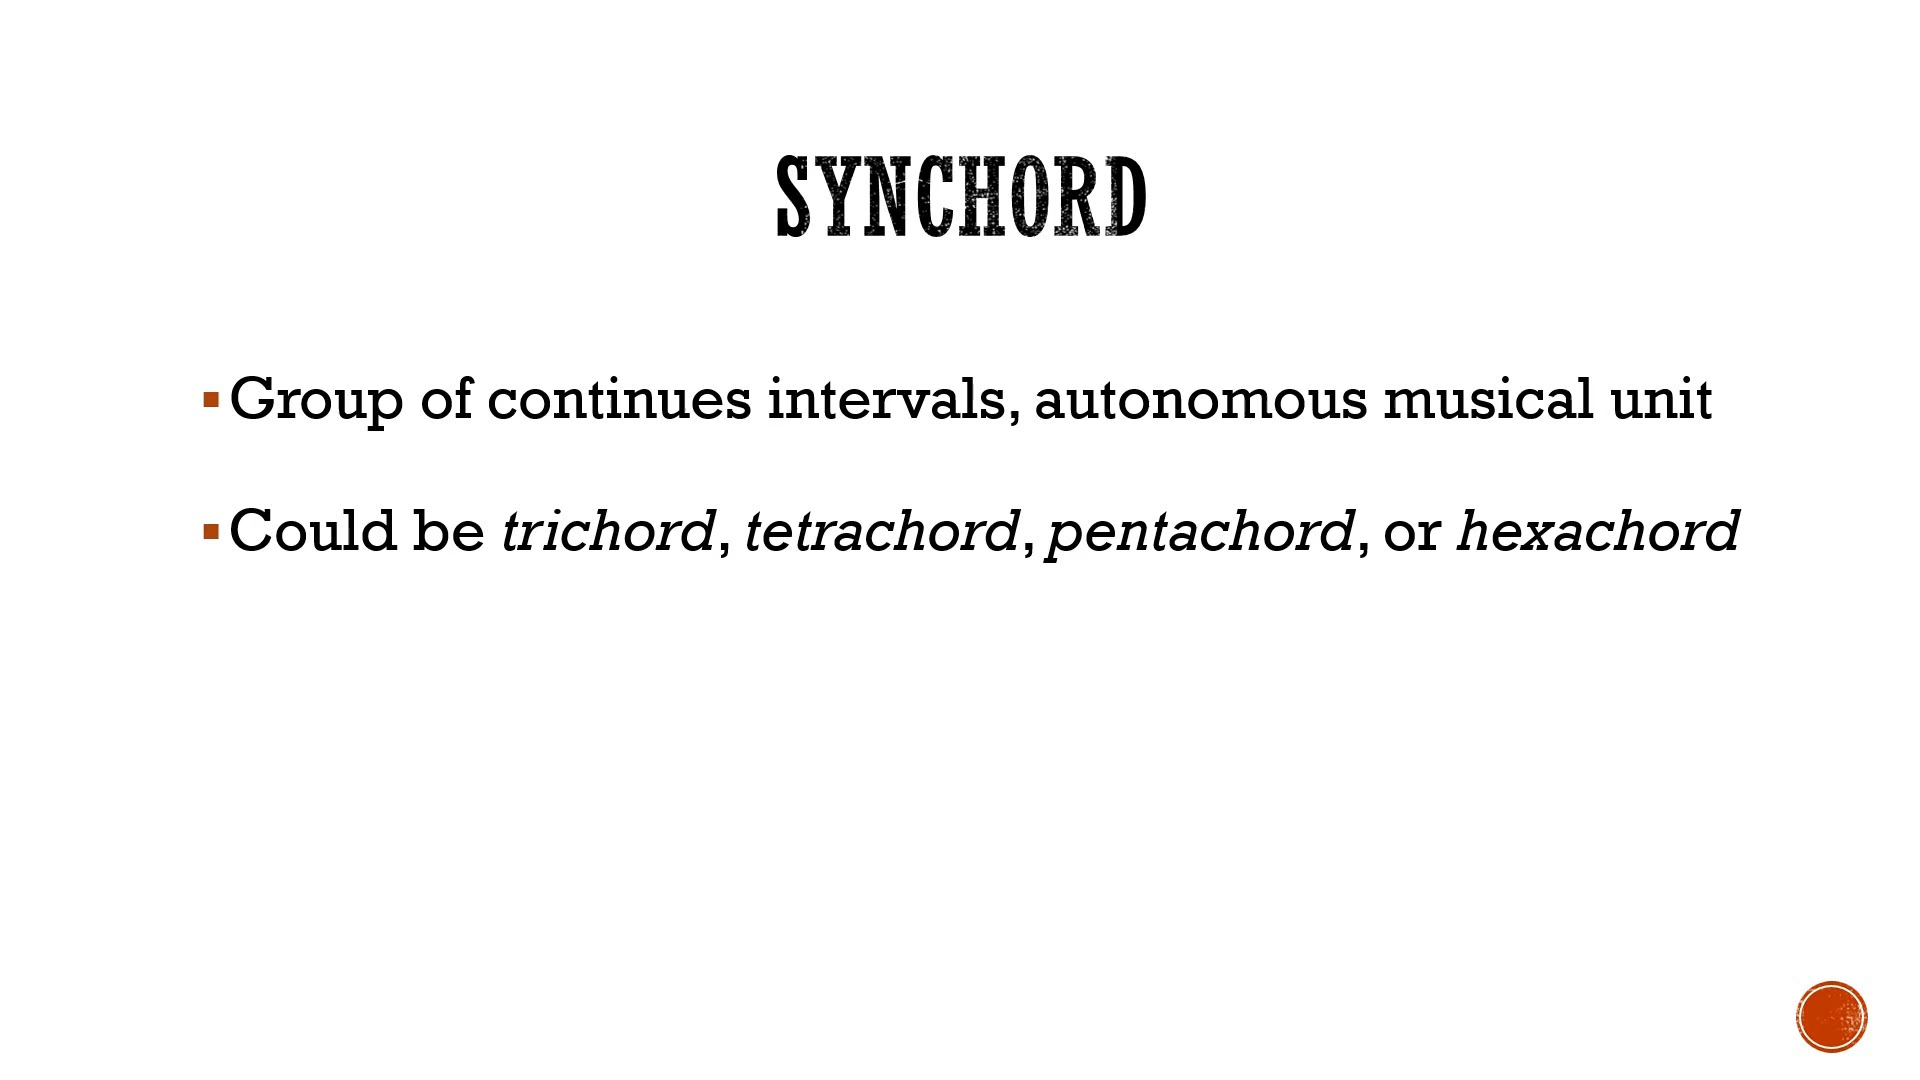 SYNCHORD
▪Group of continues intervals, autonomous musical unit
▪Could be trichord, tetrachord, pentachord, or hexachord